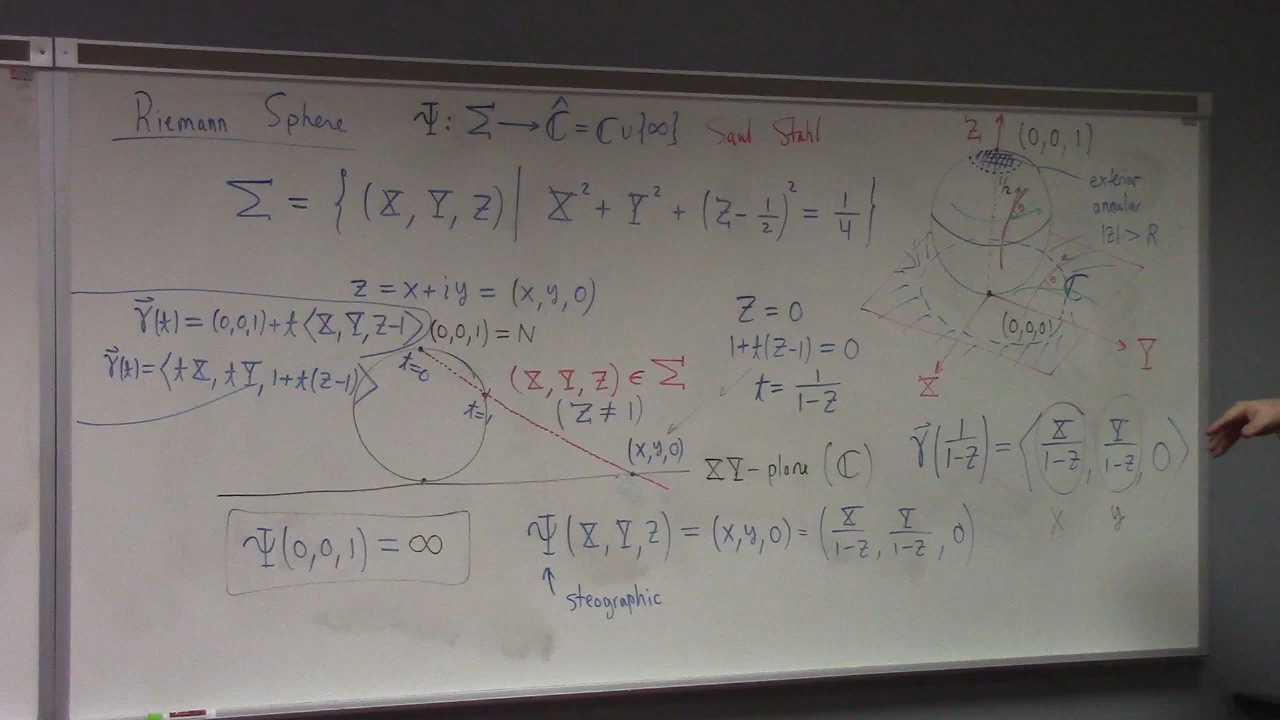 Riemann Sphere Ψ: Σ → Ĉ = ℂ ∪ {∞} Saul Stahl
Σ = { (X, Y, Z) | X² + Y² + (Z - 1/2)² = 1/4 }
z = x + iy = (x, y, 0)
γ⃗(t) = (0,0,1) + t⟨X, Y, Z-1⟩
γ⃗(t) = ⟨tX, tY, 1+t(Z-1)⟩
(0,0,1) = N
t=0
t=1
(X, Y, Z) ∈ Σ
(Z ≠ 1)
(x,y,0)
XY-plane (ℂ)
Z = 0
1+t(Z-1) = 0
t = 1/(1-Z)
Z (0,0,1)
1/2
exterior
annular
|z| > R
θ
θ
ℂ
(0,0,0)
X
Y
γ⃗(1/(1-Z)) = ⟨X/(1-Z), Y/(1-Z), 0⟩
x y
Ψ(0,0,1) = ∞
Ψ(X, Y, Z) = (x,y,0) = (X/(1-Z), Y/(1-Z), 0)
↑
steographic